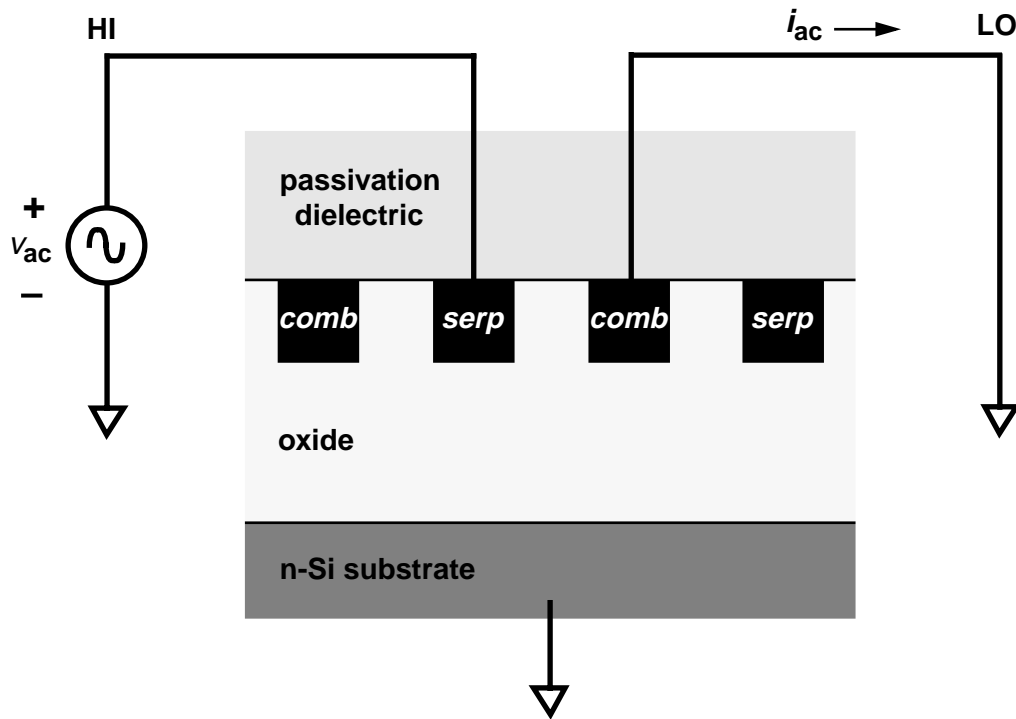 HI
i_ac
LO
passivation
dielectric
+
v_ac
–
comb serp comb serp
oxide
n-Si substrate